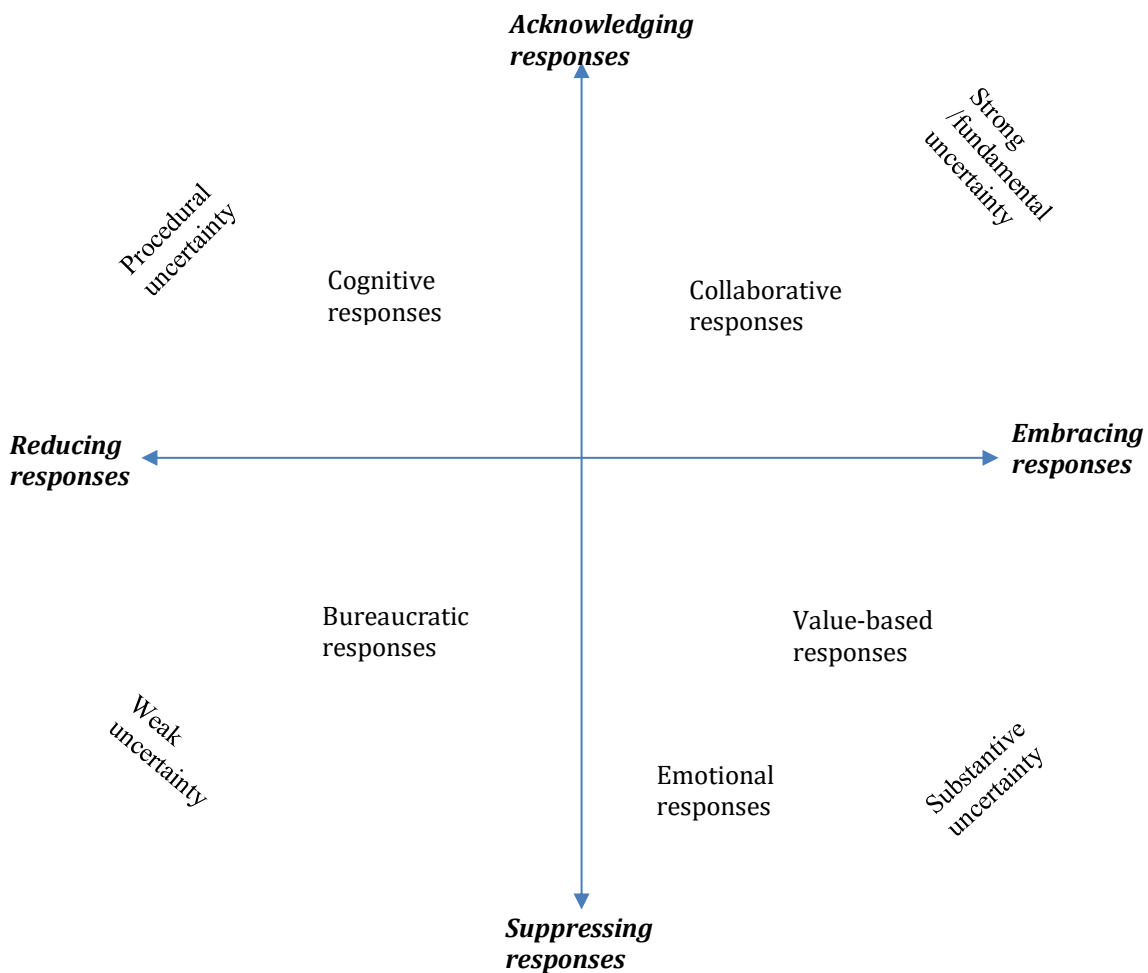 Acknowledging
responses
Strong
/fundamental
uncertainty
Procedural
uncertainty
Cognitive
responses
Collaborative
responses
Reducing
responses
Embracing
responses
Bureaucratic
responses
Value-based
responses
Weak
uncertainty
Emotional
responses
Substantive
uncertainty
Suppressing
responses